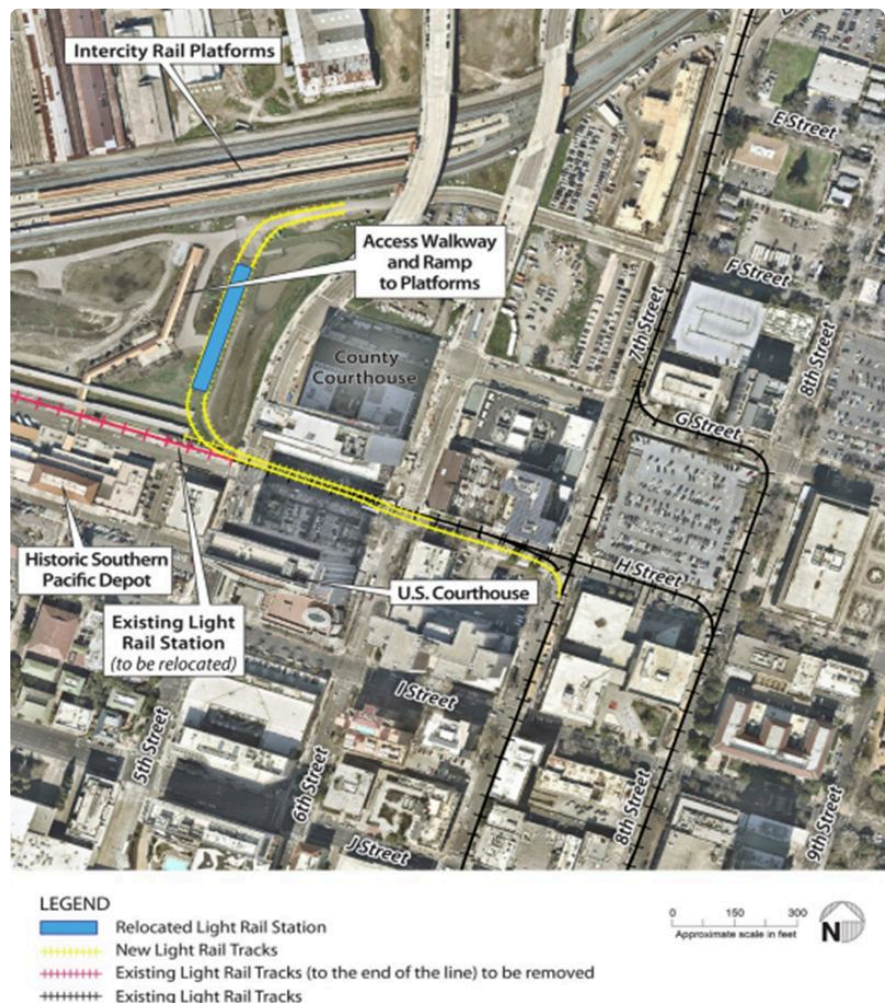 Intercity Rail Platforms
E Street
Access Walkway
and Ramp
to Platforms
F Street
7th Street
8th Street
County
Courthouse
G Street
H Street
Historic Southern
Pacific Depot
U.S. Courthouse
Existing Light
Rail Station
(to be relocated)
I Street
5th Street
6th Street
8th Street
9th Street
J Street
LEGEND
Relocated Light Rail Station
New Light Rail Tracks
Existing Light Rail Tracks (to the end of the line) to be removed
Existing Light Rail Tracks
0 150 300
Approximate scale in feet
N